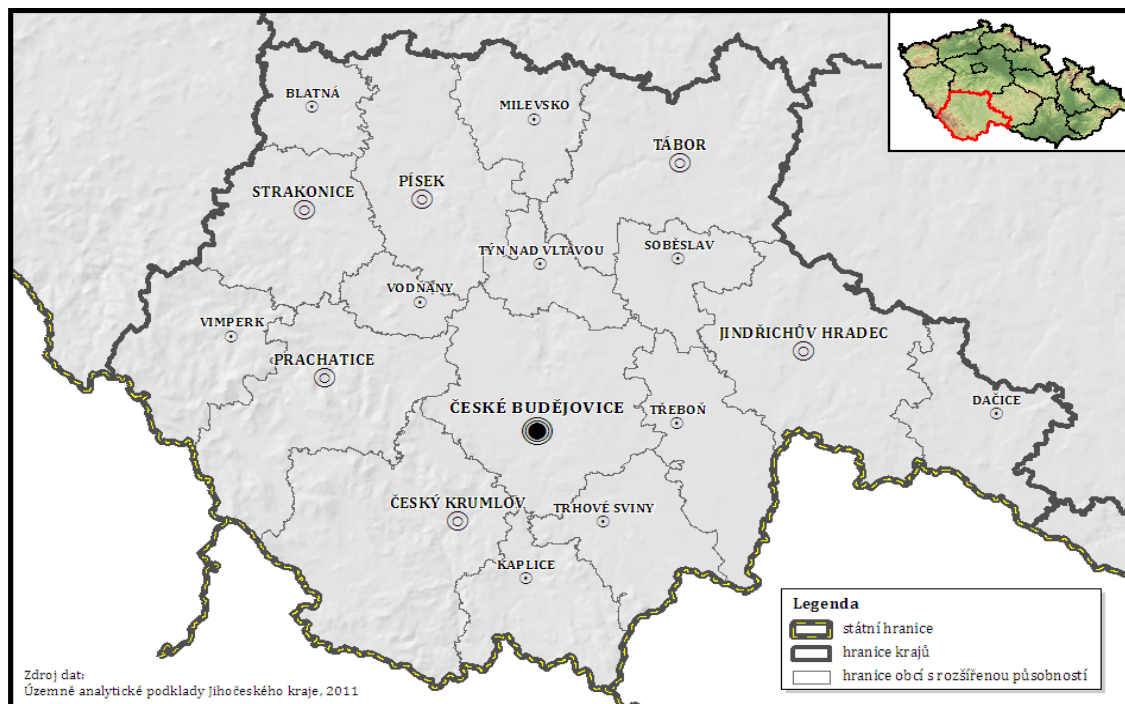 BLATNÁ
MILEVSKO
TÁBOR
PÍSEK
STRAKONICE
SOBĚSLAV
TÝN NAD VLTAVOU
VODŇANY
VIMPERK
JINDŘICHŮV HRADEC
PRACHATICE
DAČICE
ČESKÉ BUDĚJOVICE
TŘEBOŇ
ČESKÝ KRUMLOV
TRHOVÉ SVINY
KAPLICE
Legenda
státní hranice
hranice krajů
hranice obcí s rozšířenou působností
Zdroj dat:
Územně analytické podklady Jihočeského kraje, 2011